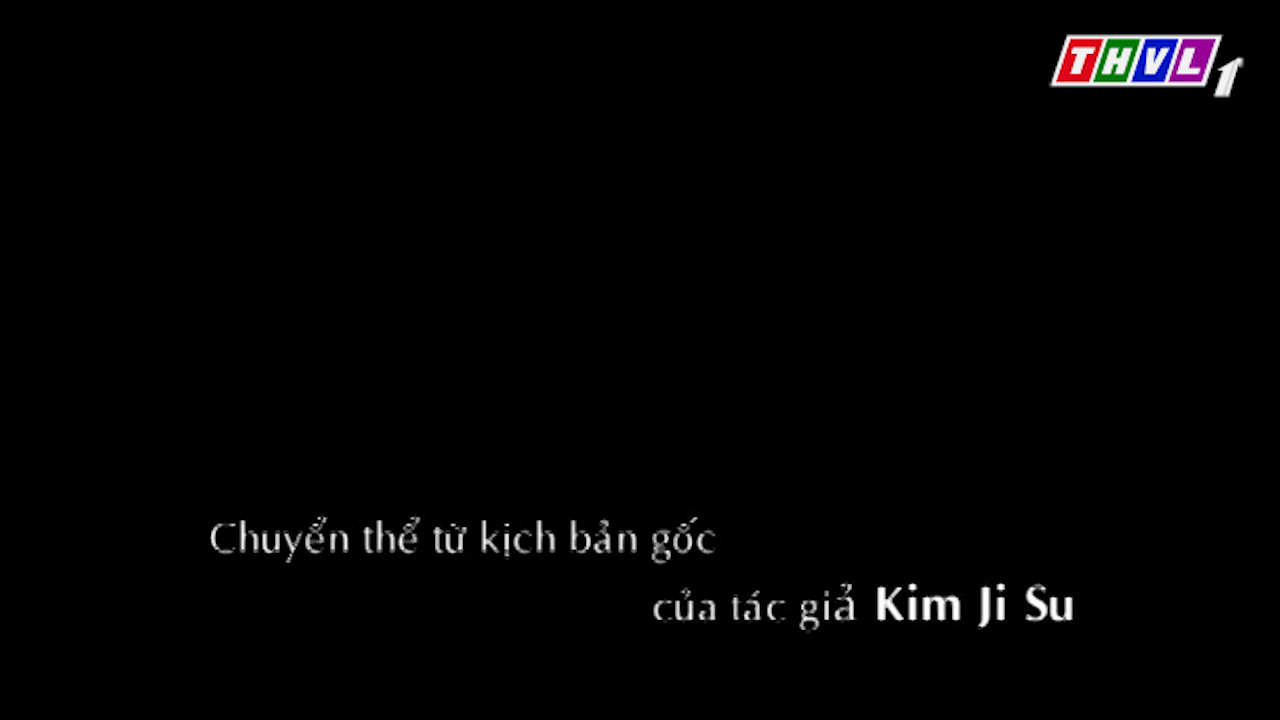 THVL1
Chuyển thể từ kịch bản gốc
của tác giả Kim Ji Su